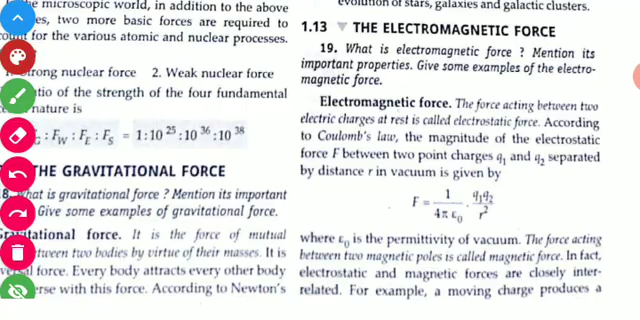 microscopic world, in addition to the above
es, two more basic forces are required to
for the various atomic and nuclear processes.
strong nuclear force 2. Weak nuclear force
tio of the strength of the four fundamental
nature is
: F_W : F_E : F_S = 1 : 10^25 : 10^36 : 10^38
THE GRAVITATIONAL FORCE
8. What is gravitational force ? Mention its important
Give some examples of gravitational force.
Gravitational force. It is the force of mutual
tween two bodies by virtue of their masses. It is
force. Every body attracts every other body
erse with this force. According to Newton's
evolution of stars, galaxies and galactic clusters.
1.13 ▼ THE ELECTROMAGNETIC FORCE
19. What is electromagnetic force ? Mention its
important properties. Give some examples of the electro-
magnetic force.
Electromagnetic force. The force acting between two
electric charges at rest is called electrostatic force. According
to Coulomb's law, the magnitude of the electrostatic
force F between two point charges q₁ and q₂ separated
by distance r in vacuum is given by
F = 1/(4π ε₀) . q₁q₂/r²
where ε₀ is the permittivity of vacuum. The force acting
between two magnetic poles is called magnetic force. In fact,
electrostatic and magnetic forces are closely inter-
related. For example, a moving charge produces a